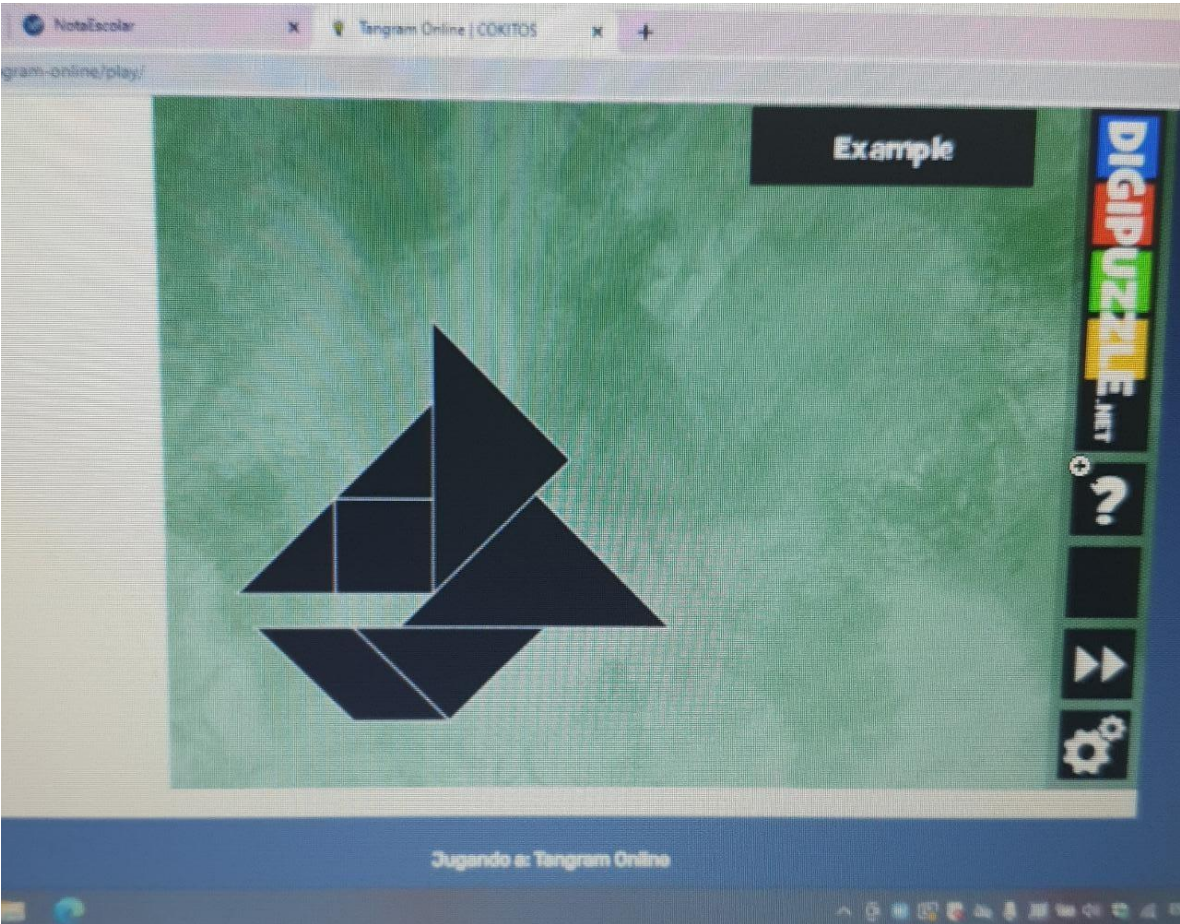 NotaEscolar
Tangram Online | COKITOS
gram-online/play/
Example
DIGIPUZZLE.NET
?
Jugando a: Tangram Online